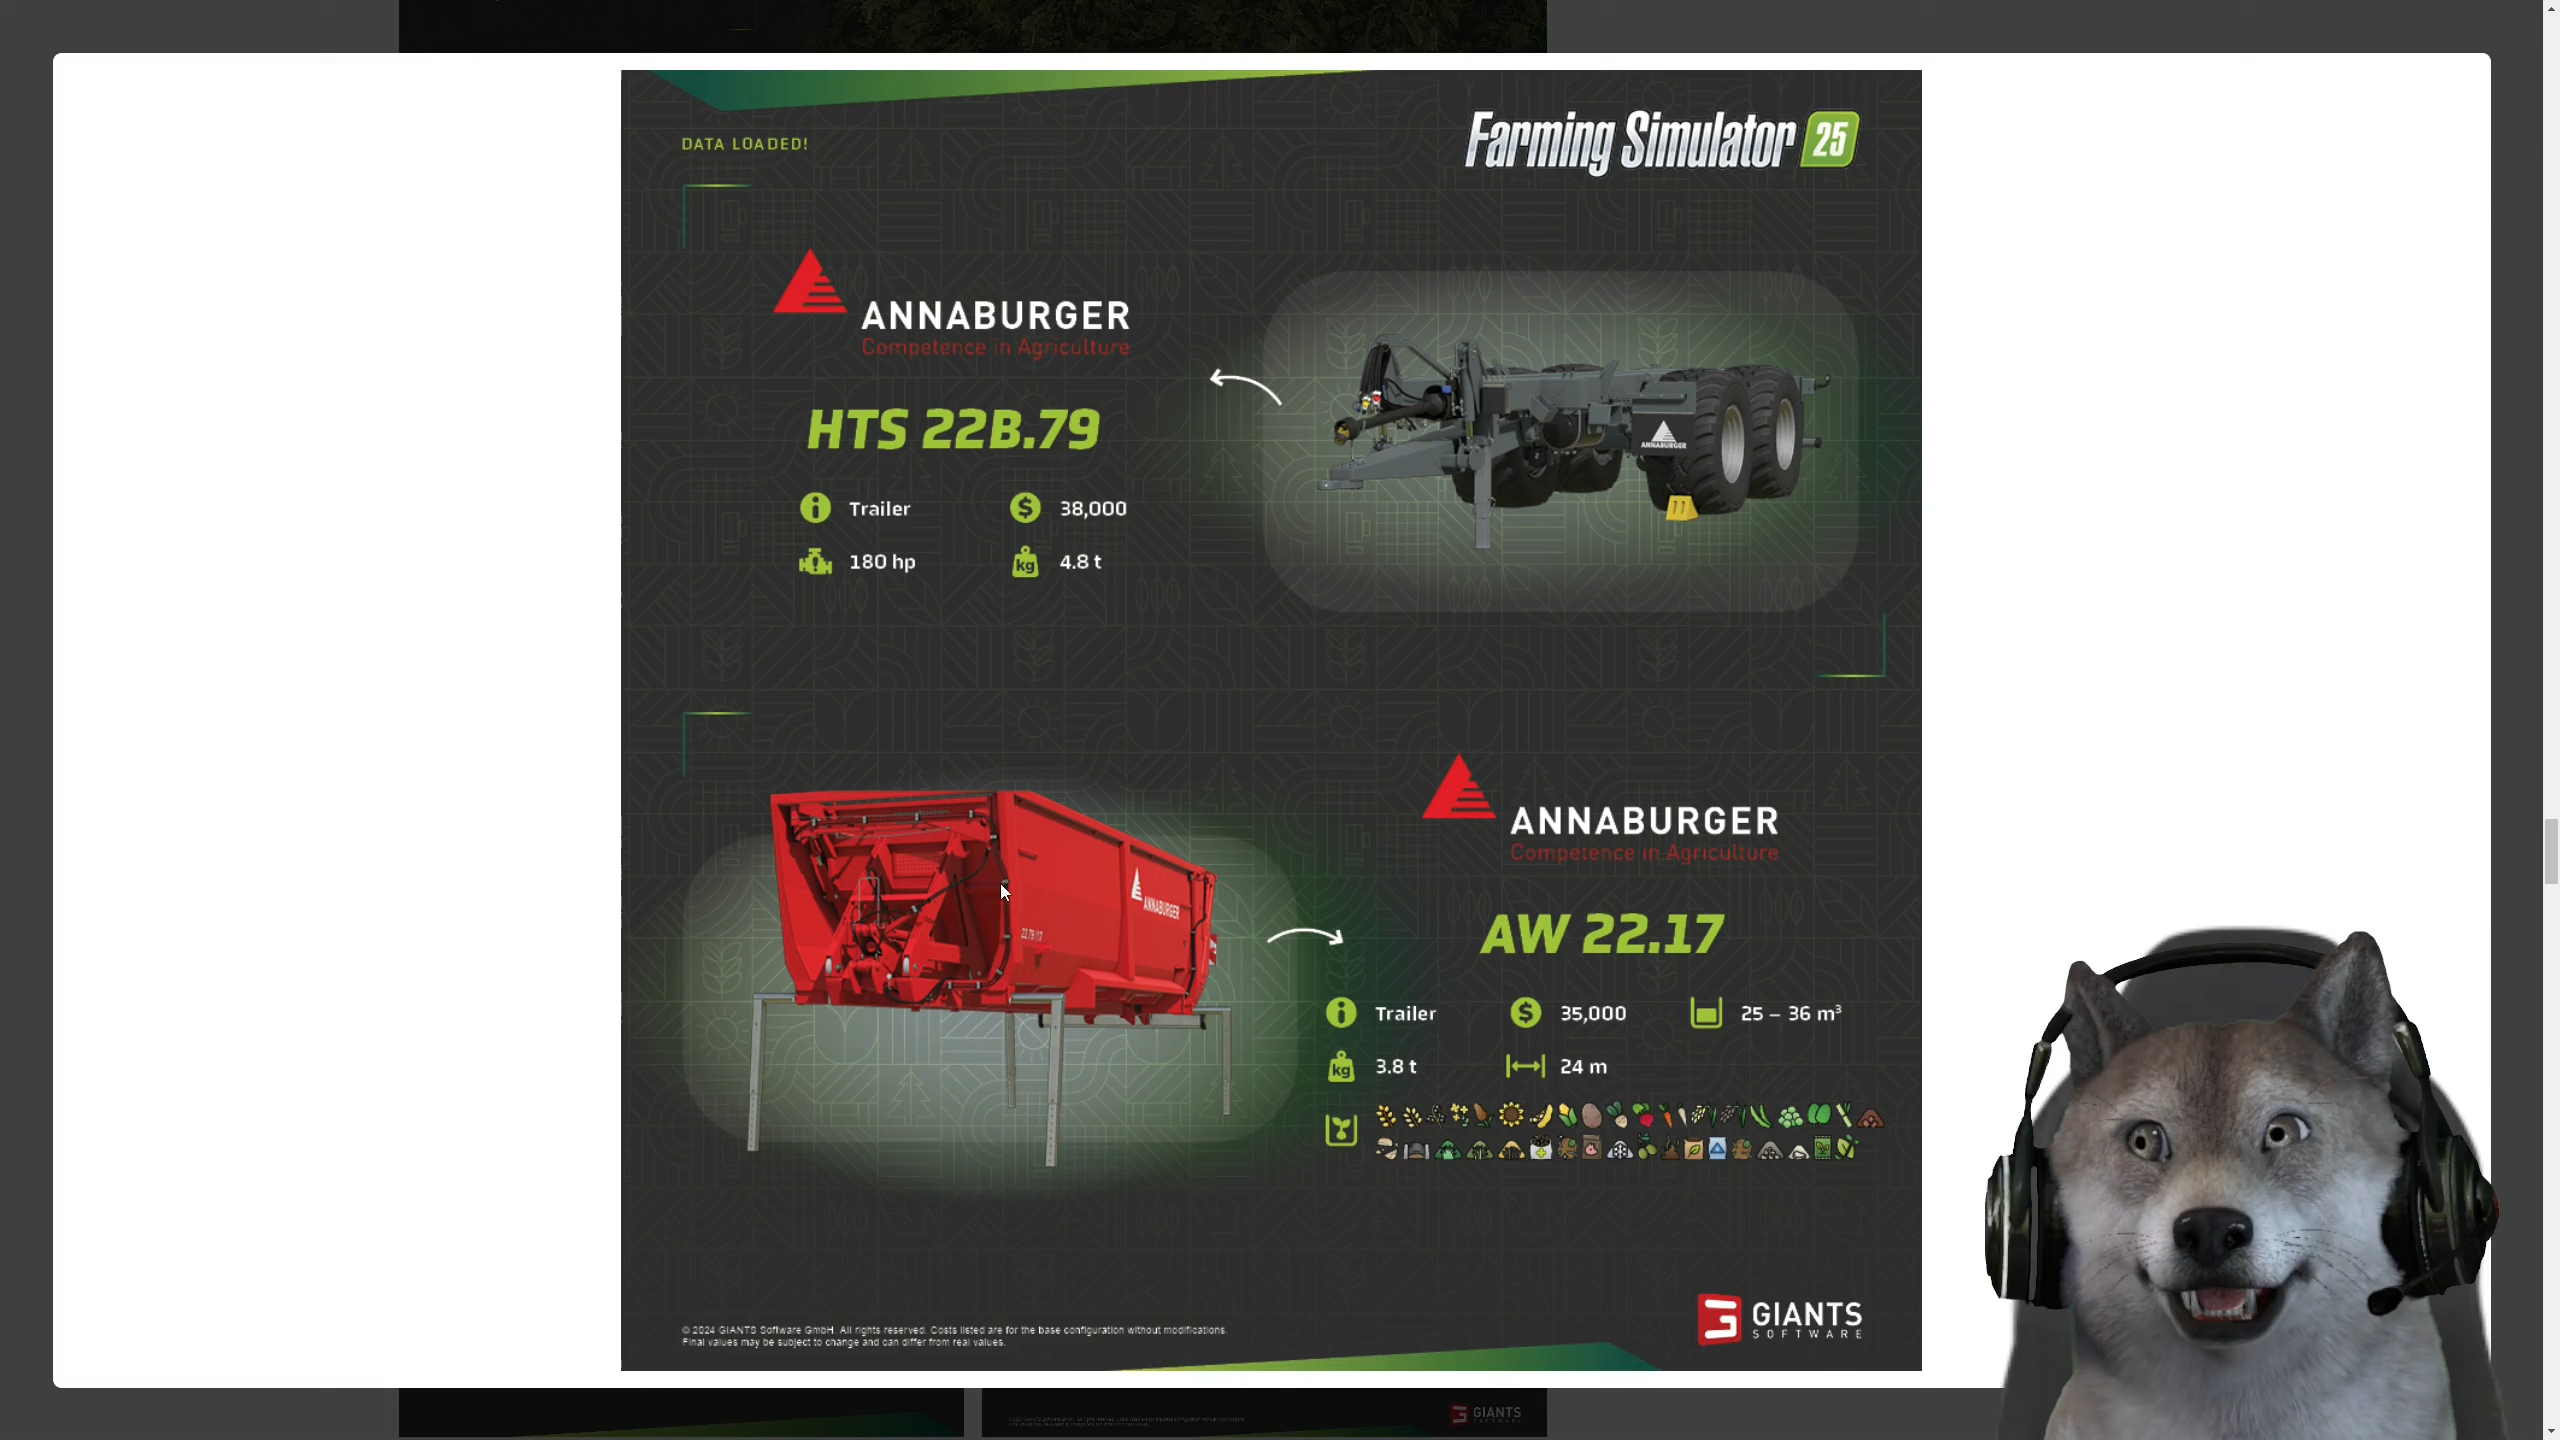 DATA LOADED!
Farming Simulator 25
ANNABURGER
Competence in Agriculture
HTS 22B.79
Trailer
38,000
180 hp
kg
4.8 t
ANNABURGER
ANNABURGER
Competence in Agriculture
AW 22.17
ANNABURGER
Trailer
35,000
25 – 36 m³
kg
3.8 t
24 m
© 2024 GIANTS Software GmbH. All rights reserved. Costs listed are for the base configuration without modifications.
Final values may be subject to change and can differ from real values.
GIANTS
SOFTWARE
GIANTS